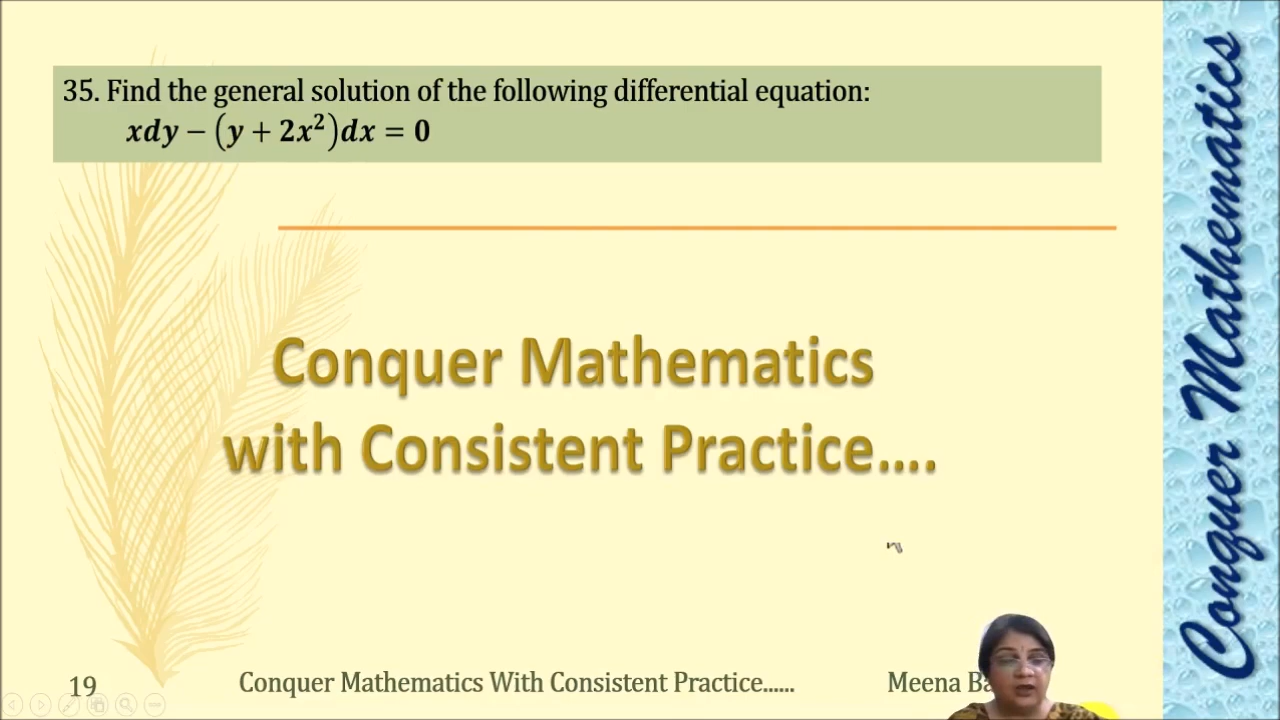 35. Find the general solution of the following differential equation:
xdy − (y + 2x²)dx = 0
Conquer Mathematics
with Consistent Practice....
19
Conquer Mathematics With Consistent Practice......
Meena
Conquer Mathematics